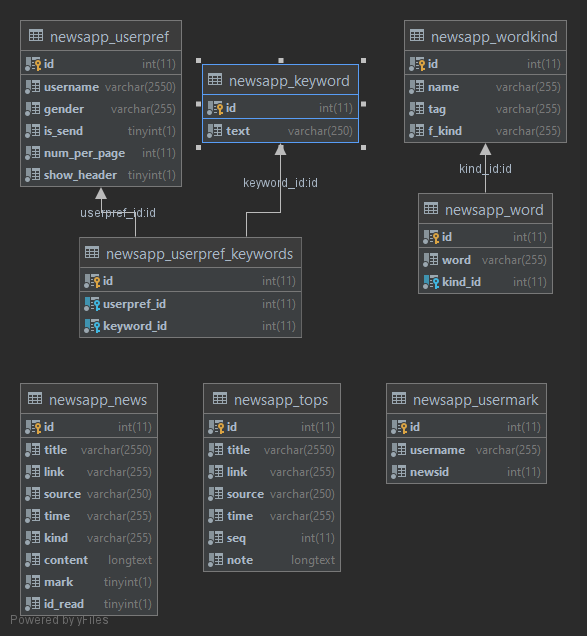 newsapp_userpref
id int(11)
username varchar(2550)
gender varchar(255)
is_send tinyint(1)
num_per_page int(11)
show_header tinyint(1)
newsapp_keyword
id int(11)
text varchar(250)
newsapp_wordkind
id int(11)
name varchar(255)
tag varchar(255)
f_kind varchar(255)
userpref_id:id
keyword_id:id
kind_id:id
newsapp_userpref_keywords
id int(11)
userpref_id int(11)
keyword_id int(11)
newsapp_word
id int(11)
word varchar(255)
kind_id int(11)
newsapp_news
id int(11)
title varchar(2550)
link varchar(255)
source varchar(250)
time varchar(255)
kind varchar(255)
content longtext
mark tinyint(1)
id_read tinyint(1)
newsapp_tops
id int(11)
title varchar(2550)
link varchar(255)
source varchar(250)
time varchar(255)
seq int(11)
note longtext
newsapp_usermark
id int(11)
username varchar(255)
newsid int(11)
Powered by yFiles